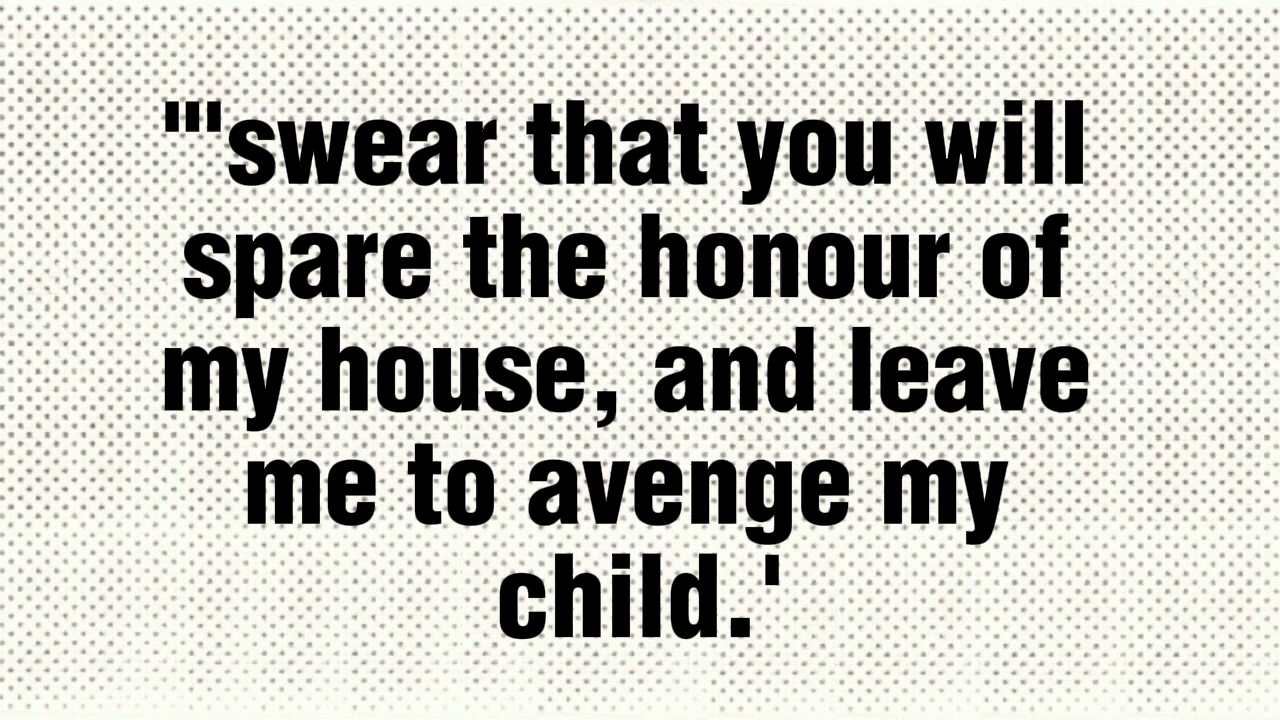 "'swear that you will
spare the honour of
my house, and leave
me to avenge my
child.'